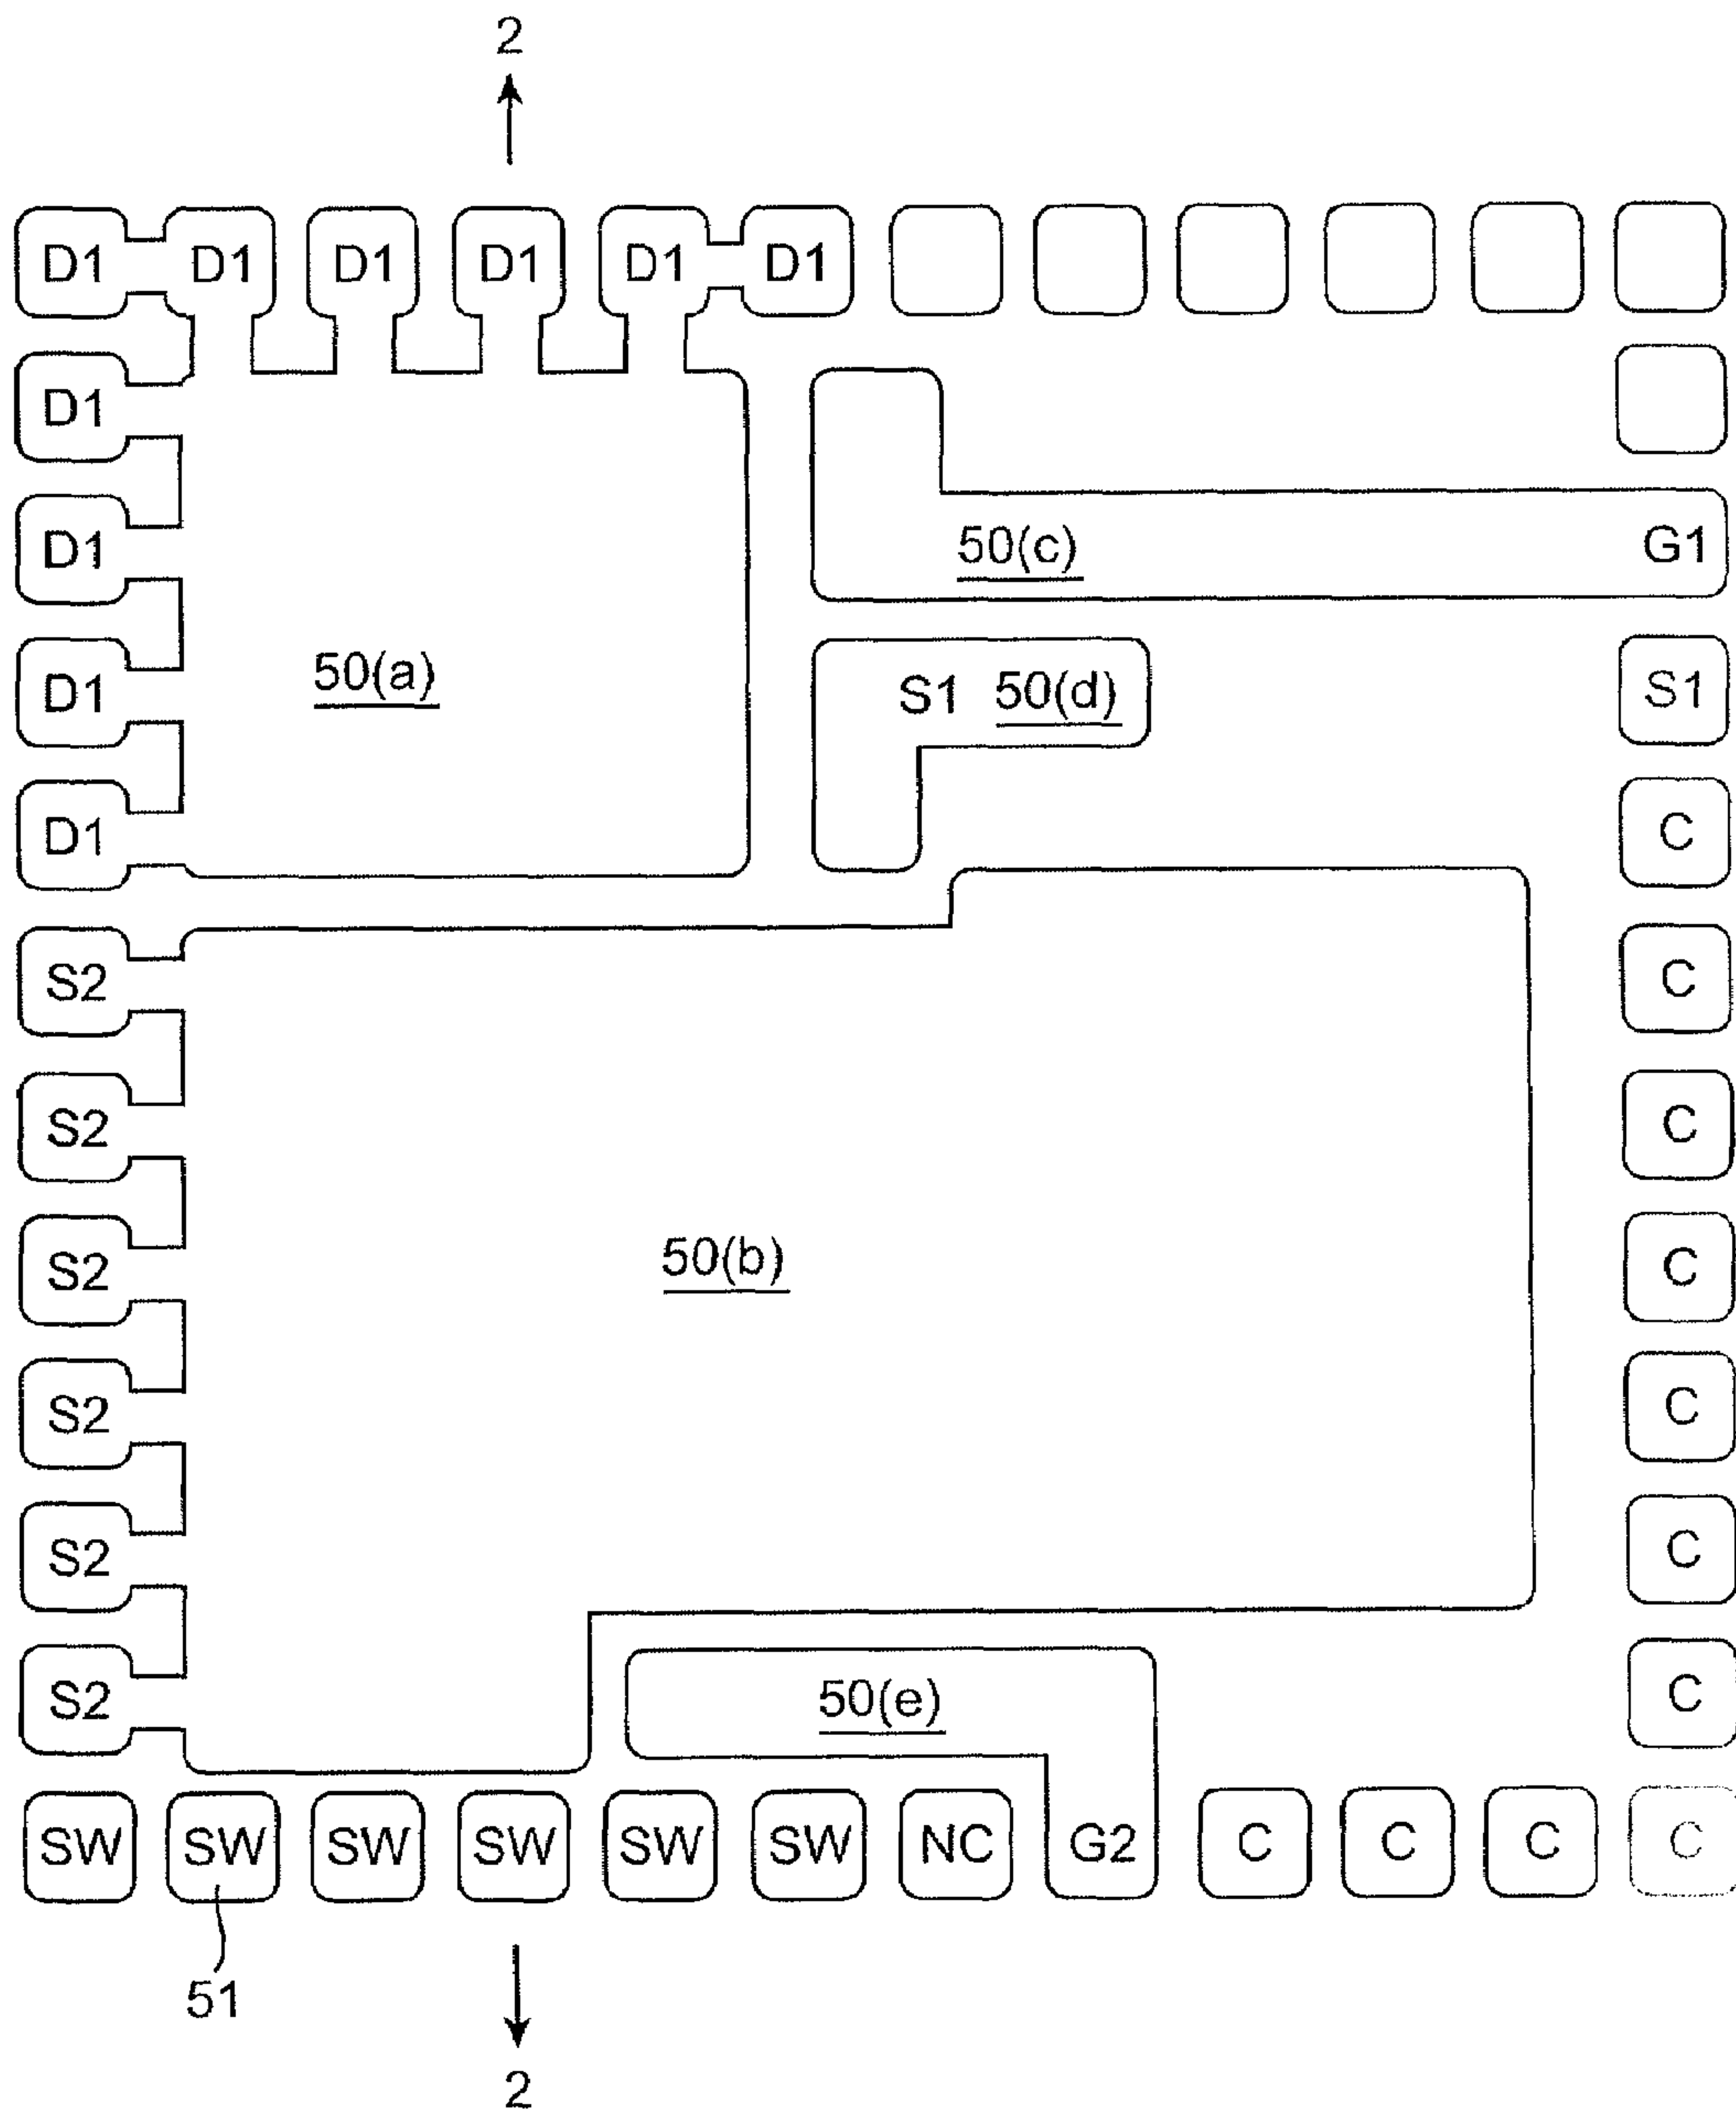 2
D1 D1 D1 D1 D1 D1
D1
D1 50(c) G1
D1 50(a) S1 50(d) S1
D1 C
S2 C
S2 C
S2 50(b) C
S2 C
S2 C
S2 50(e) C
SW SW SW SW SW SW NC G2 C C C C
51
2